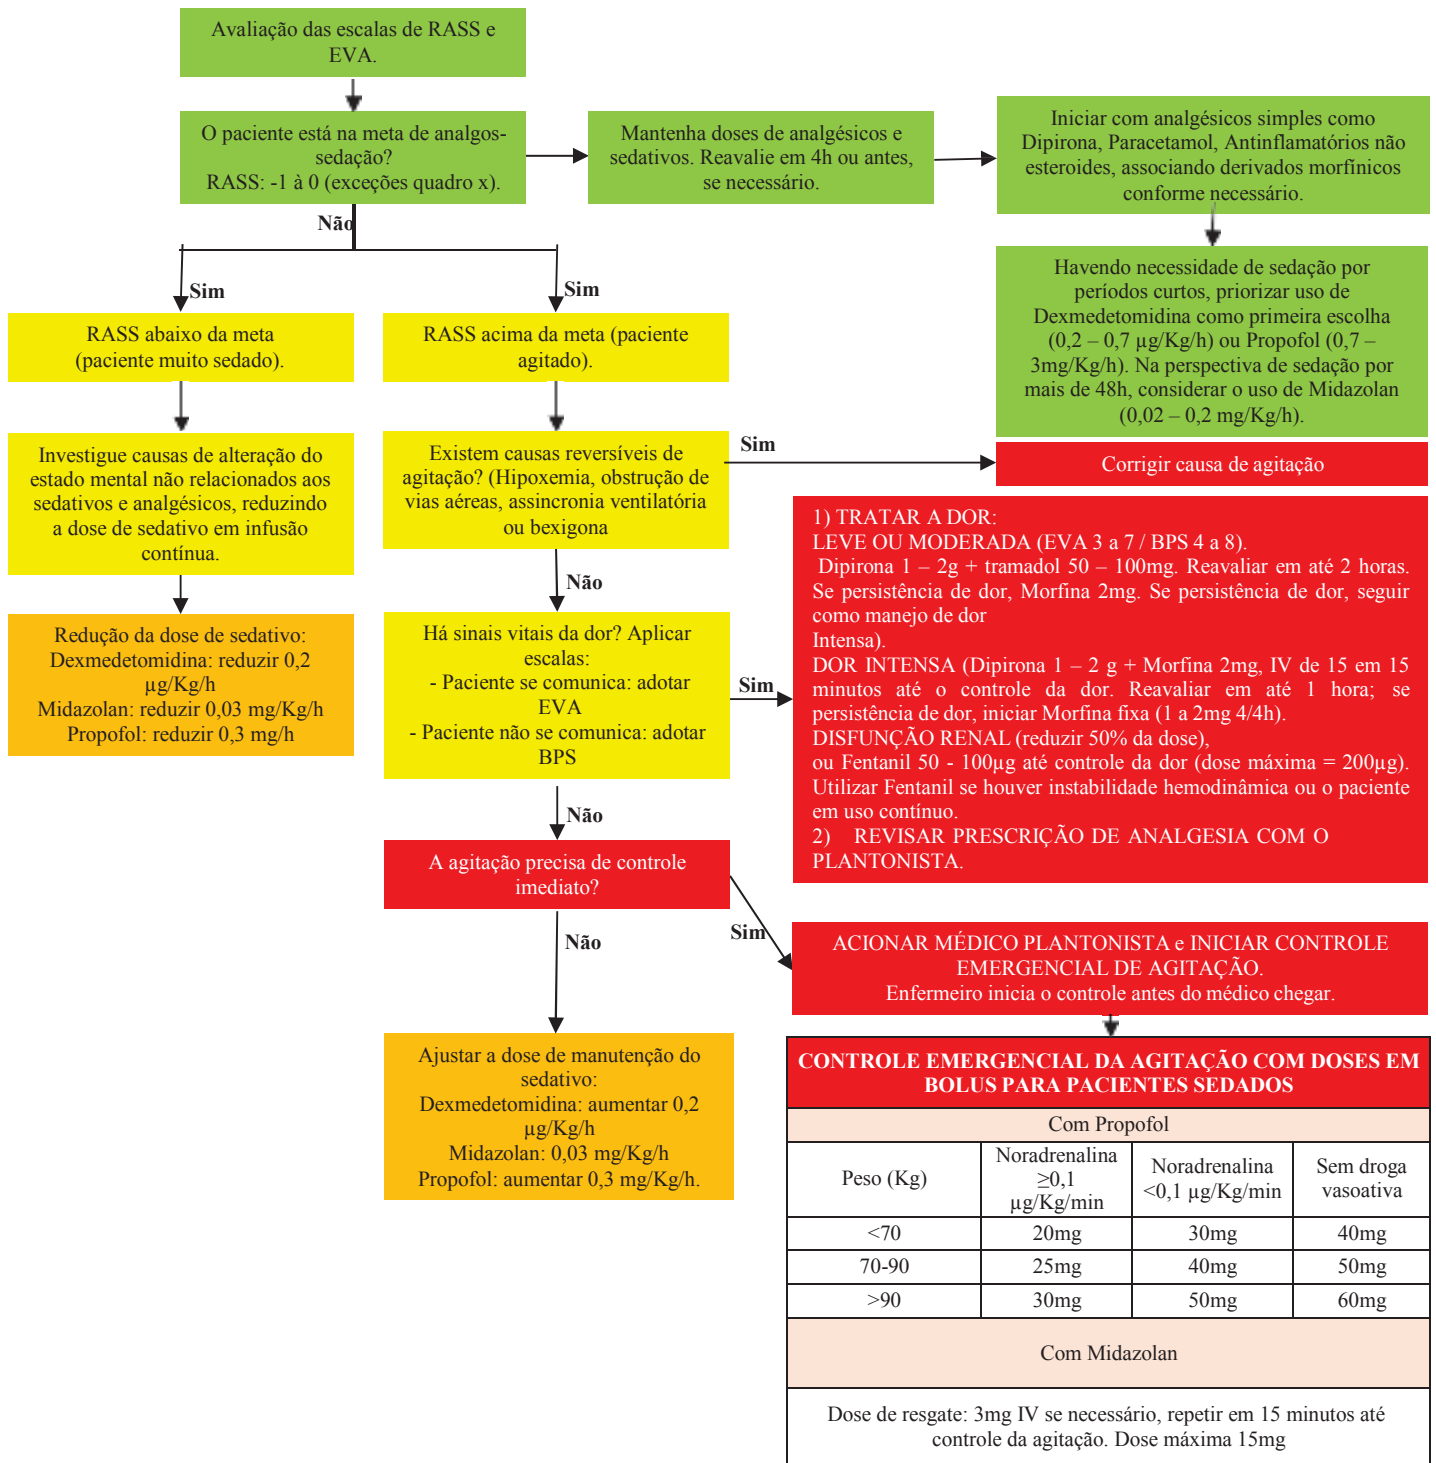 Avaliação das escalas de RASS e
EVA.
O paciente está na meta de analgos-
sedação?
RASS: -1 à 0 (exceções quadro x).
Mantenha doses de analgésicos e
sedativos. Reavalie em 4h ou antes,
se necessário.
Iniciar com analgésicos simples como
Dipirona, Paracetamol, Antinflamatórios não
esteroides, associando derivados morfínicos
conforme necessário.
Não
Havendo necessidade de sedação por
períodos curtos, priorizar uso de
Dexmedetomidina como primeira escolha
(0,2 – 0,7 µg/Kg/h) ou Propofol (0,7 –
3mg/Kg/h). Na perspectiva de sedação por
mais de 48h, considerar o uso de Midazolan
(0,02 – 0,2 mg/Kg/h).
Sim
Sim
RASS abaixo da meta
(paciente muito sedado).
RASS acima da meta (paciente
agitado).
Investigue causas de alteração do
estado mental não relacionados aos
sedativos e analgésicos, reduzindo
a dose de sedativo em infusão
contínua.
Existem causas reversíveis de
agitação? (Hipoxemia, obstrução de
vias aéreas, assincronia ventilatória
ou bexigona
Sim
Corrigir causa de agitação
Não
Redução da dose de sedativo:
Dexmedetomidina: reduzir 0,2
µg/Kg/h
Midazolan: reduzir 0,03 mg/Kg/h
Propofol: reduzir 0,3 mg/h
Há sinais vitais da dor? Aplicar
escalas:
- Paciente se comunica: adotar
EVA
- Paciente não se comunica: adotar
BPS
Sim
1) TRATAR A DOR:
LEVE OU MODERADA (EVA 3 a 7 / BPS 4 a 8).
Dipirona 1 – 2g + tramadol 50 – 100mg. Reavaliar em até 2 horas.
Se persistência de dor, Morfina 2mg. Se persistência de dor, seguir
como manejo de dor
Intensa).
DOR INTENSA (Dipirona 1 – 2 g + Morfina 2mg, IV de 15 em 15
minutos até o controle da dor. Reavaliar em até 1 hora; se
persistência de dor, iniciar Morfina fixa (1 a 2mg 4/4h).
DISFUNÇÃO RENAL (reduzir 50% da dose),
ou Fentanil 50 - 100µg até controle da dor (dose máxima = 200µg).
Utilizar Fentanil se houver instabilidade hemodinâmica ou o paciente
em uso contínuo.
2) REVISAR PRESCRIÇÃO DE ANALGESIA COM O
PLANTONISTA.
Não
A agitação precisa de controle
imediato?
Não
Sim
ACIONAR MÉDICO PLANTONISTA e INICIAR CONTROLE
EMERGENCIAL DE AGITAÇÃO.
Enfermeiro inicia o controle antes do médico chegar.
Ajustar a dose de manutenção do
sedativo:
Dexmedetomidina: aumentar 0,2
µg/Kg/h
Midazolan: 0,03 mg/Kg/h
Propofol: aumentar 0,3 mg/Kg/h.
CONTROLE EMERGENCIAL DA AGITAÇÃO COM DOSES EM
BOLUS PARA PACIENTES SEDADOS
Com Propofol
Peso (Kg)
Noradrenalina
≥0,1
µg/Kg/min
Noradrenalina
<0,1 µg/Kg/min
Sem droga
vasoativa
<70 20mg 30mg 40mg
70-90 25mg 40mg 50mg
>90 30mg 50mg 60mg
Com Midazolan
Dose de resgate: 3mg IV se necessário, repetir em 15 minutos até
controle da agitação. Dose máxima 15mg